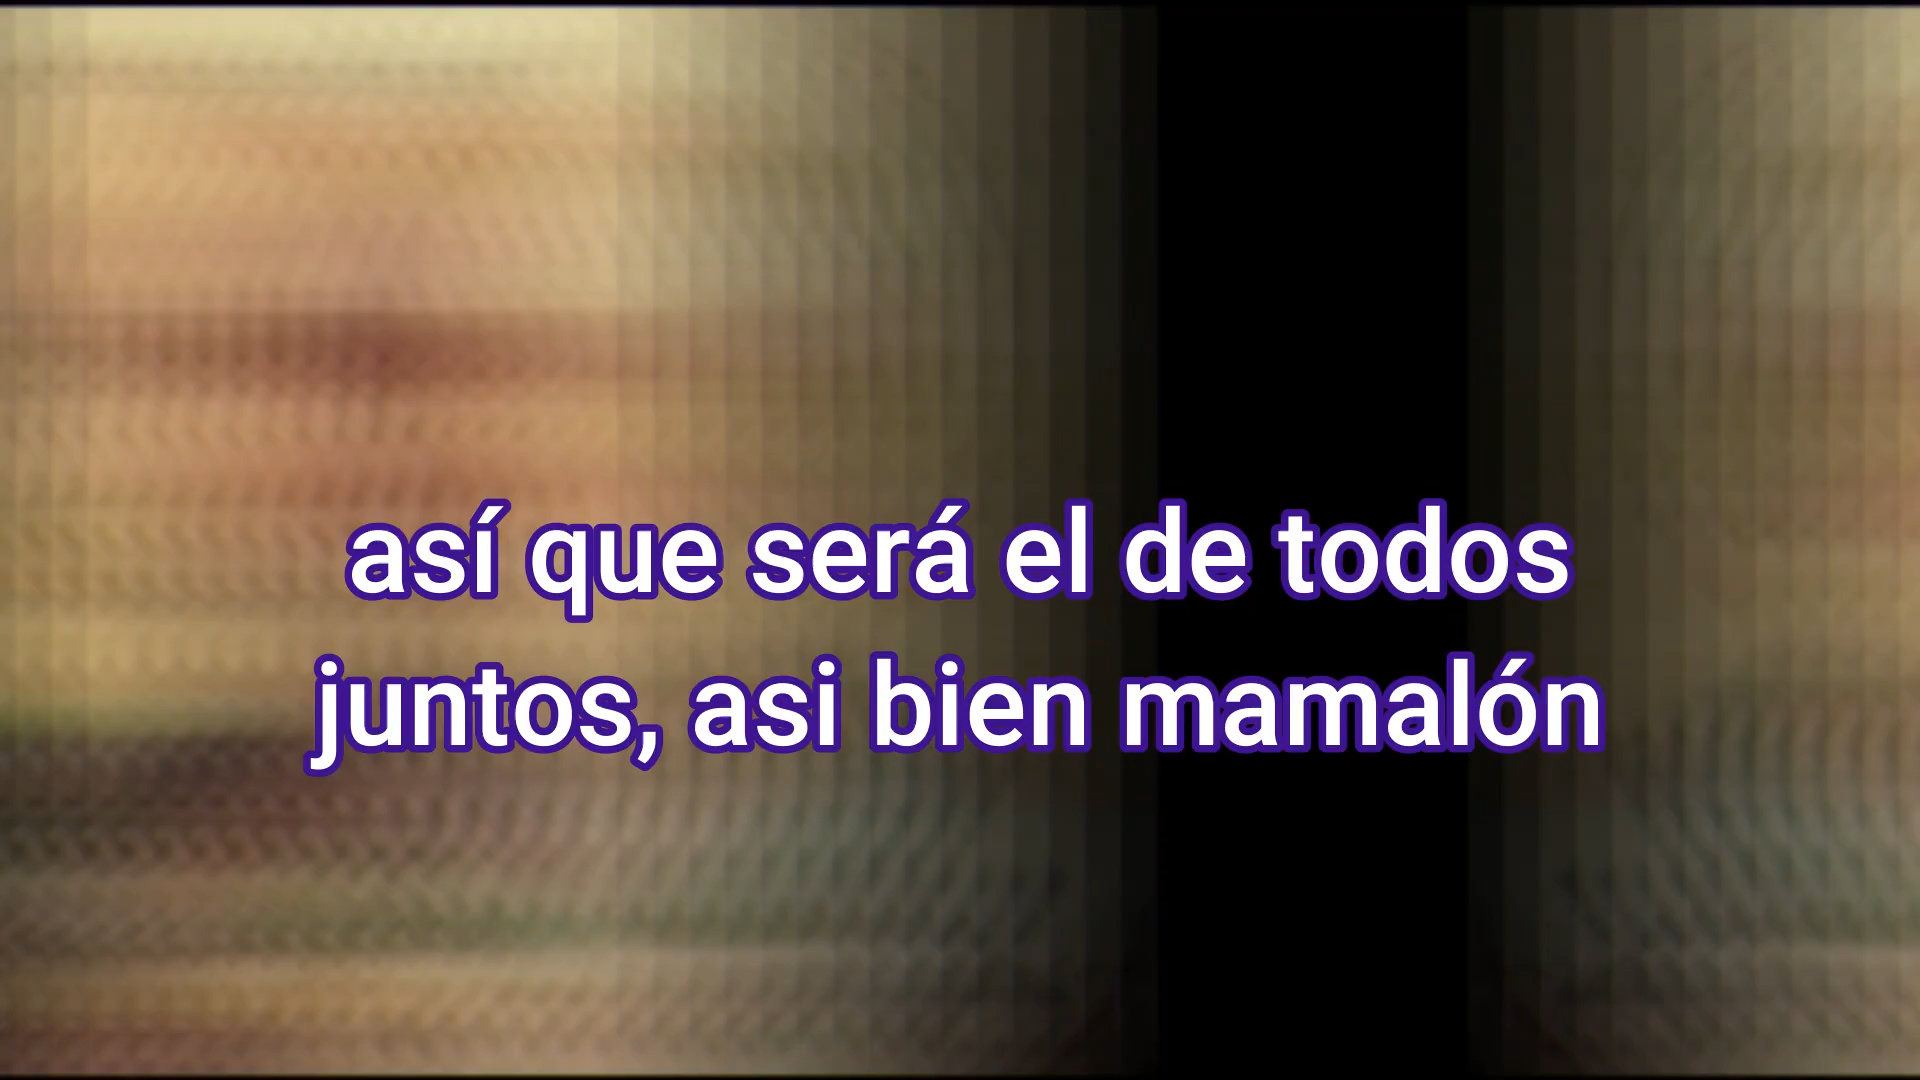 así que será el de todos
juntos, asi bien mamalón